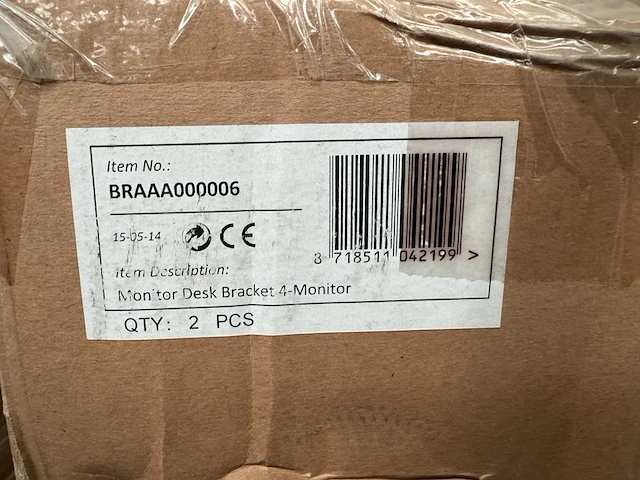 Item No.:
BRAAA000006
15-05-14 CE
Item Description:
Monitor Desk Bracket 4-Monitor
QTY: 2 PCS
8 718511 042199 >